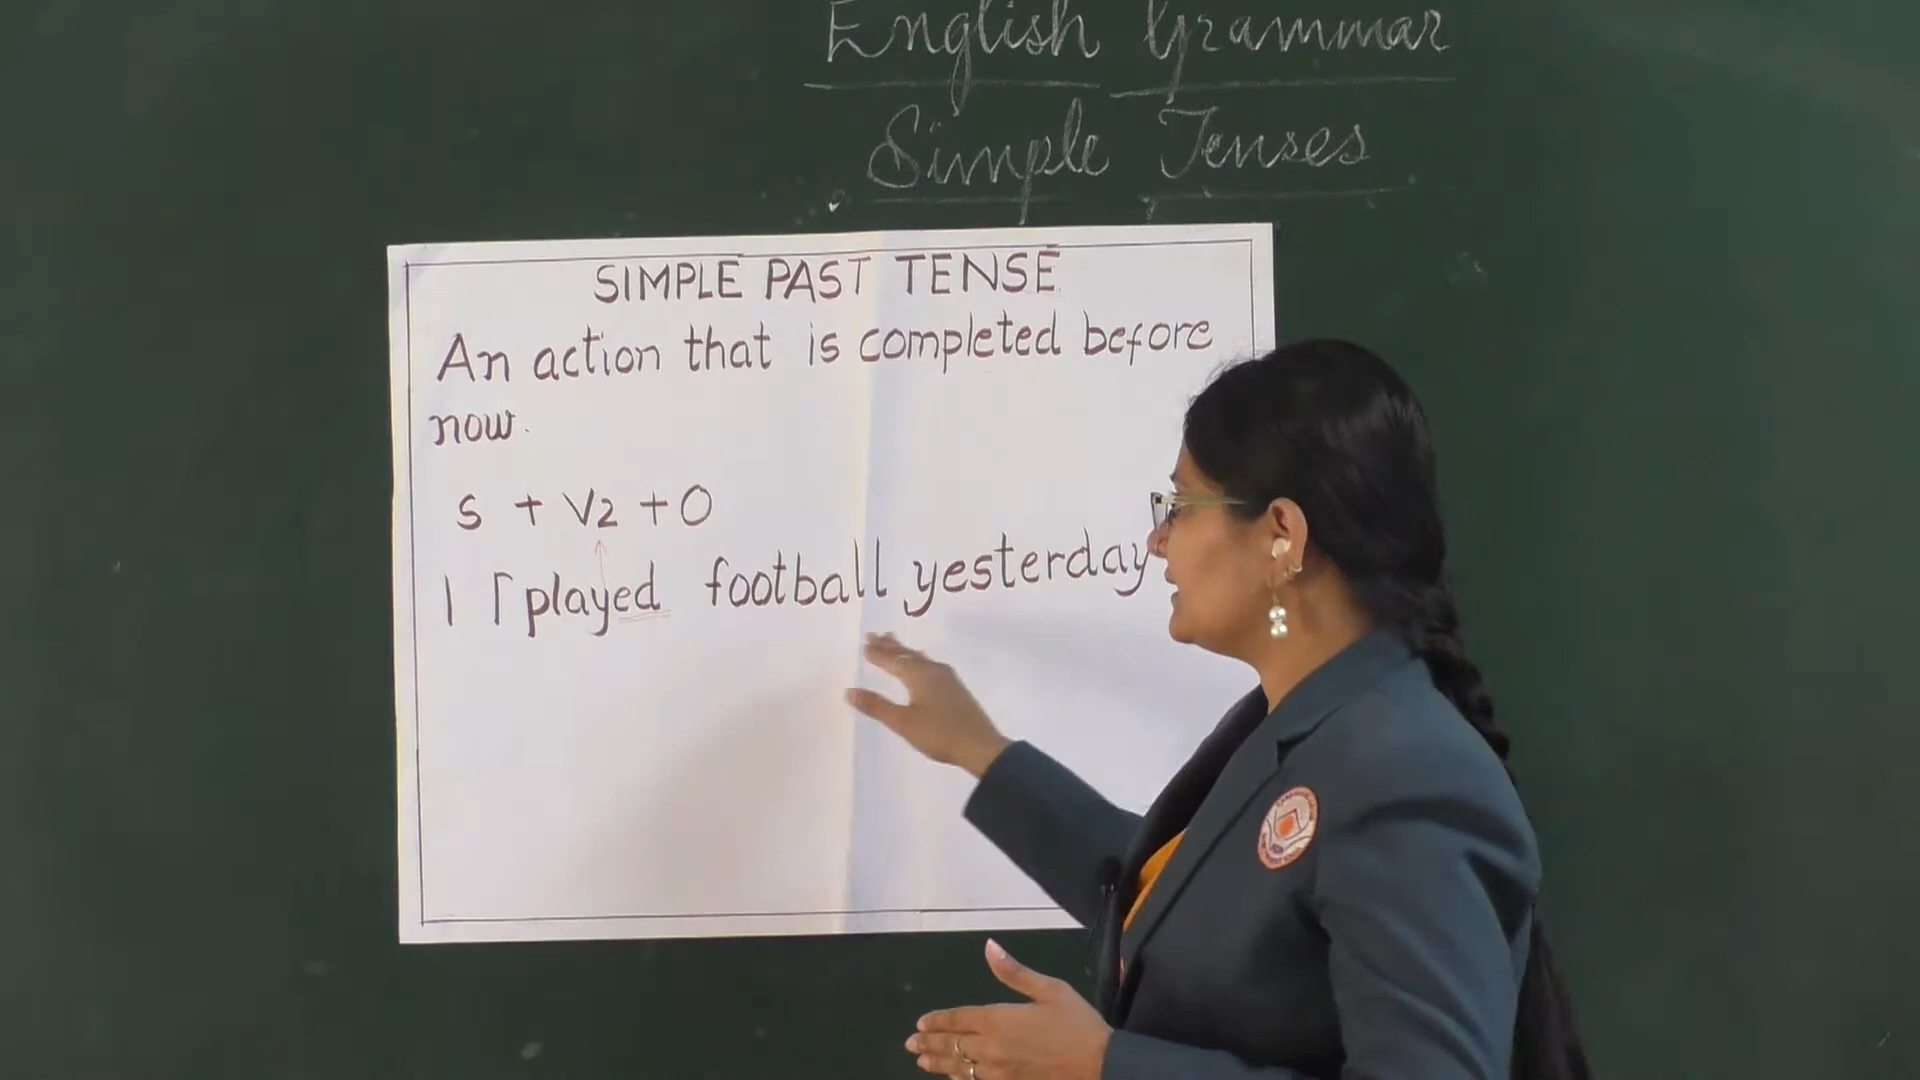 English Grammar
Simple Tenses
SIMPLE PAST TENSE
An action that is completed before
now.
S + V2 + O
↑
I played football yesterday